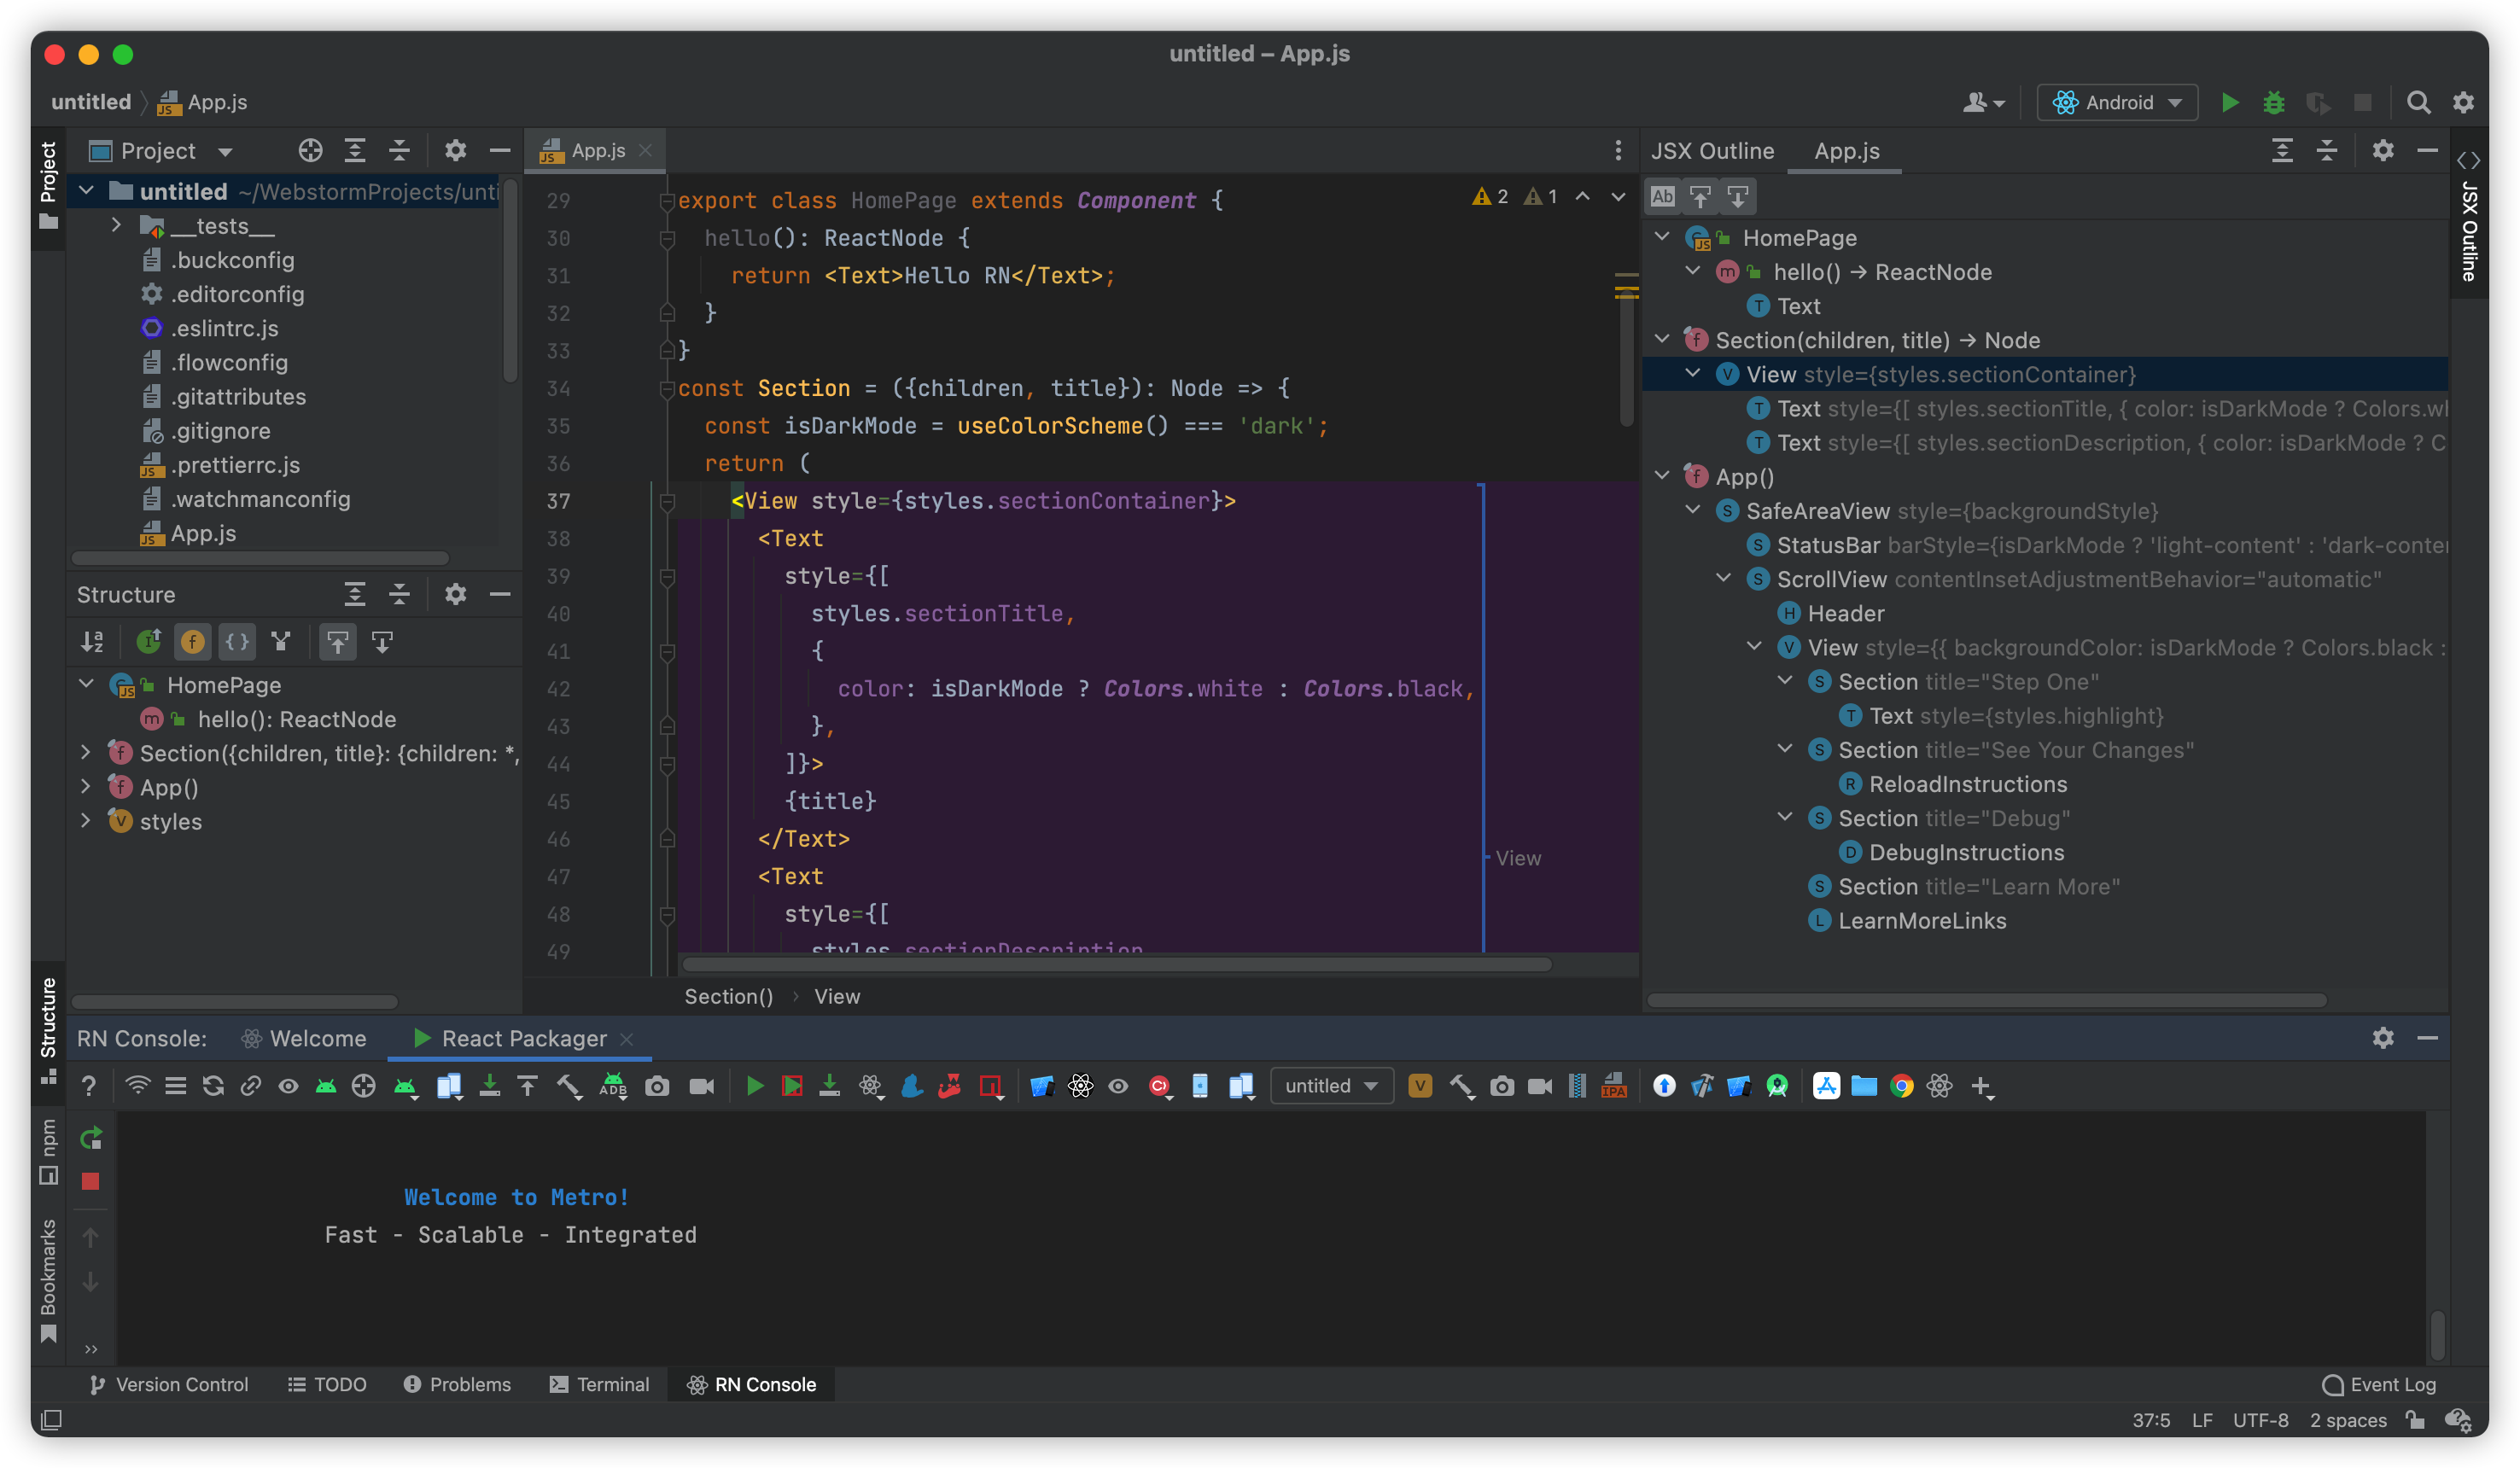 untitled – App.js
untitled App.js
Android
Project
Project
App.js
JSX Outline App.js
JSX Outline
untitled ~/WebstormProjects/unti
__tests__
.buckconfig
.editorconfig
.eslintrc.js
.flowconfig
.gitattributes
.gitignore
.prettierrc.js
.watchmanconfig
App.js
Structure
HomePage
hello(): ReactNode
Section({children, title}: {children: *,
App()
styles
2 1
29 export class HomePage extends Component {
30 hello(): ReactNode {
31 return <Text>Hello RN</Text>;
32 }
33 }
34 const Section = ({children, title}): Node => {
35 const isDarkMode = useColorScheme() === 'dark';
36 return (
37 <View style={styles.sectionContainer}>
38 <Text
39 style={[
40 styles.sectionTitle,
41 {
42 color: isDarkMode ? Colors.white : Colors.black,
43 },
44 ]}>
45 {title}
46 </Text>
47 <Text
48 style={[
49 styles.sectionDescription
View
Section() › View
Ab
HomePage
hello() → ReactNode
Text
Section(children, title) → Node
View style={styles.sectionContainer}
Text style={[ styles.sectionTitle, { color: isDarkMode ? Colors.wh
Text style={[ styles.sectionDescription, { color: isDarkMode ? C
App()
SafeAreaView style={backgroundStyle}
StatusBar barStyle={isDarkMode ? 'light-content' : 'dark-conte
ScrollView contentInsetAdjustmentBehavior="automatic"
Header
View style={{ backgroundColor: isDarkMode ? Colors.black :
Section title="Step One"
Text style={styles.highlight}
Section title="See Your Changes"
ReloadInstructions
Section title="Debug"
DebugInstructions
Section title="Learn More"
LearnMoreLinks
Structure
npm
Bookmarks
RN Console: Welcome React Packager
ADB
untitled
V
IPA
Welcome to Metro!
Fast - Scalable - Integrated
Version Control TODO Problems Terminal RN Console Event Log
37:5 LF UTF-8 2 spaces